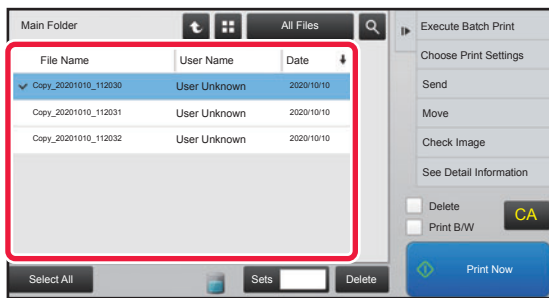 Main Folder
All Files
File Name
User Name
Date
Copy_20201010_112030
User Unknown
2020/10/10
Copy_20201010_112031
User Unknown
2020/10/10
Copy_20201010_112032
User Unknown
2020/10/10
Select All
Sets
Delete
Execute Batch Print
Choose Print Settings
Send
Move
Check Image
See Detail Information
Delete
Print B/W
CA
Print Now